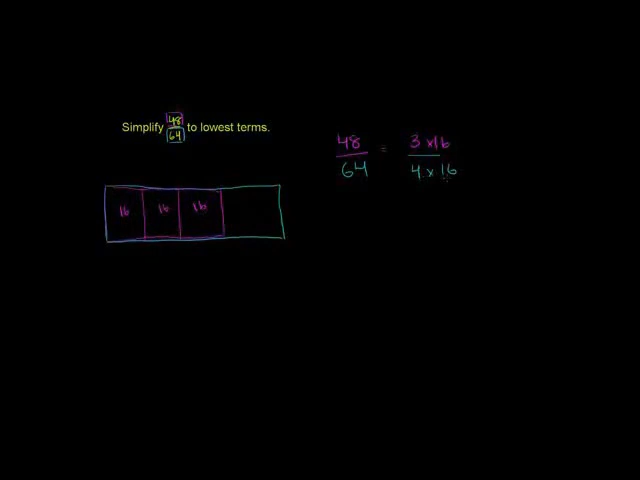 Simplify 48/64 to lowest terms.
48/64 = 3 x 16 / 4 x 16
16 16 16